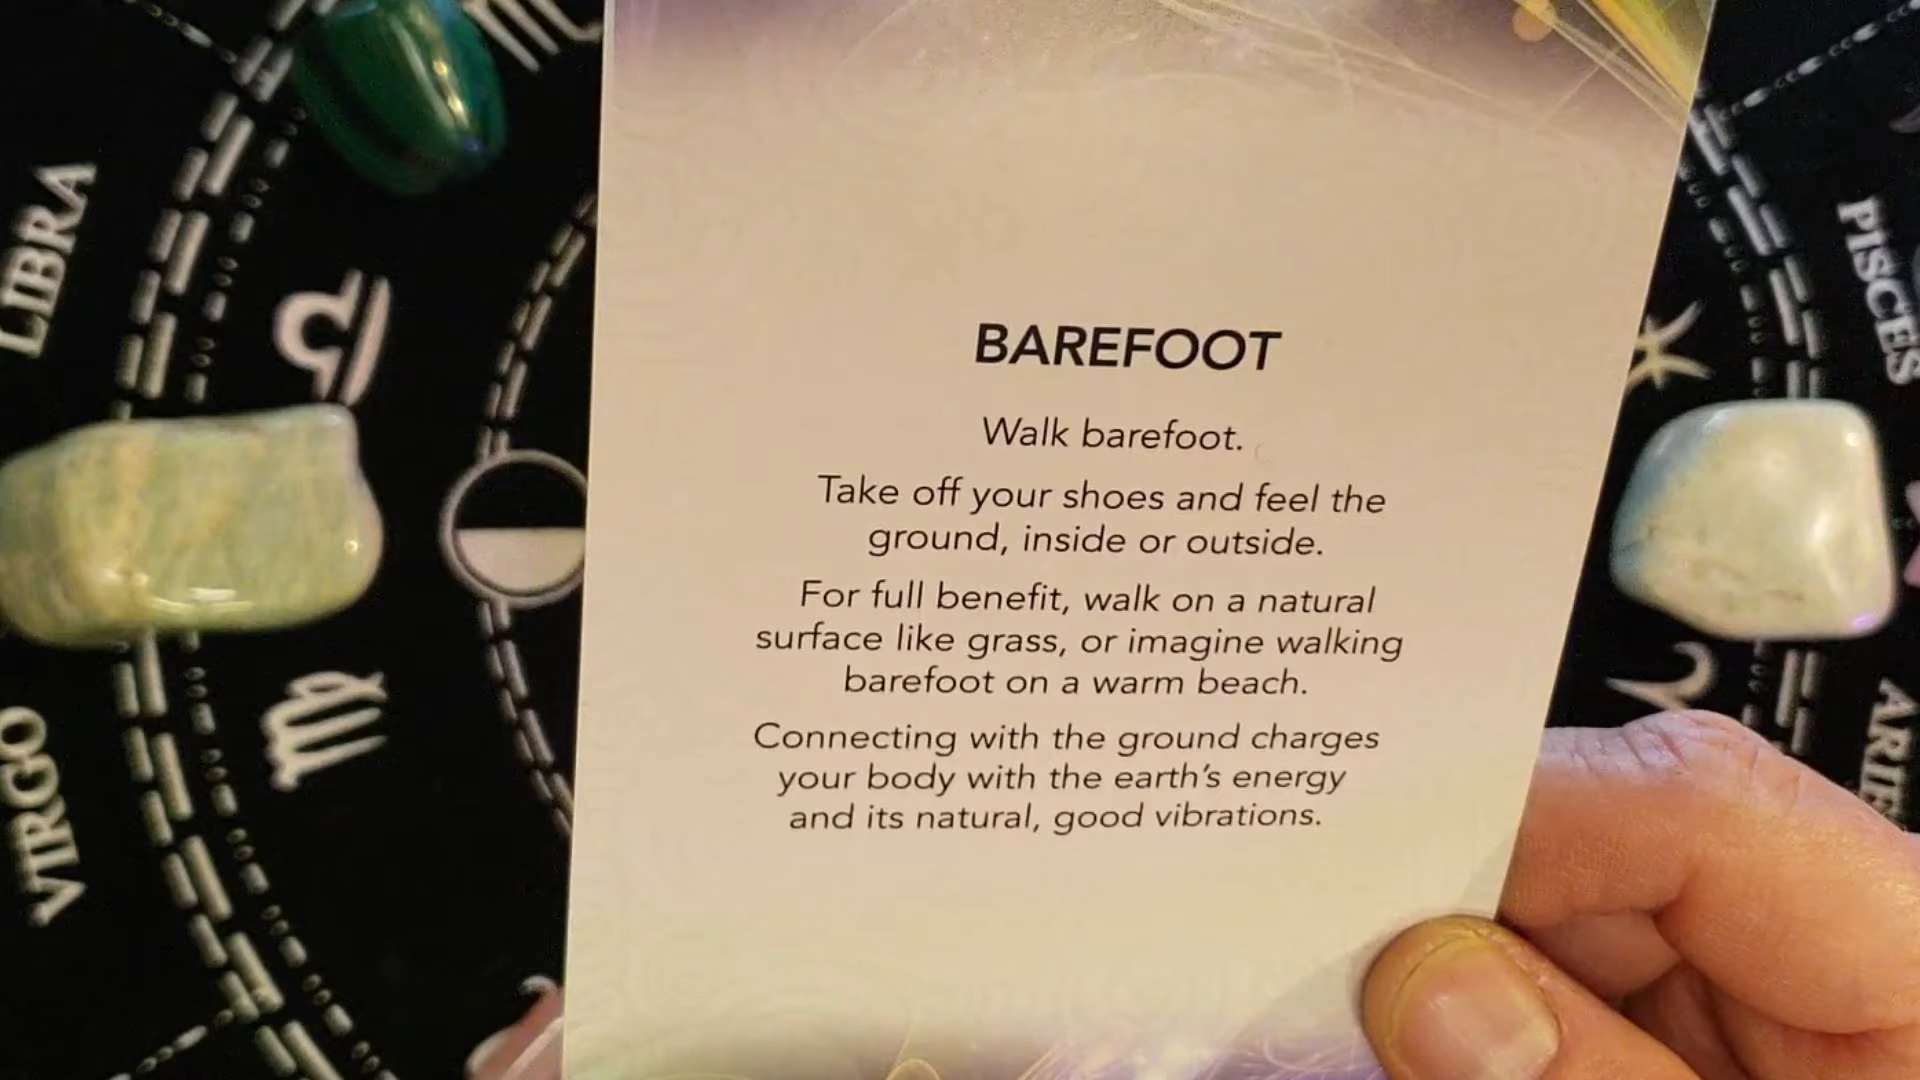 BAREFOOT
Walk barefoot.
Take off your shoes and feel the
ground, inside or outside.
For full benefit, walk on a natural
surface like grass, or imagine walking
barefoot on a warm beach.
Connecting with the ground charges
your body with the earth's energy
and its natural, good vibrations.
LIBRA
VIRGO
PISCES